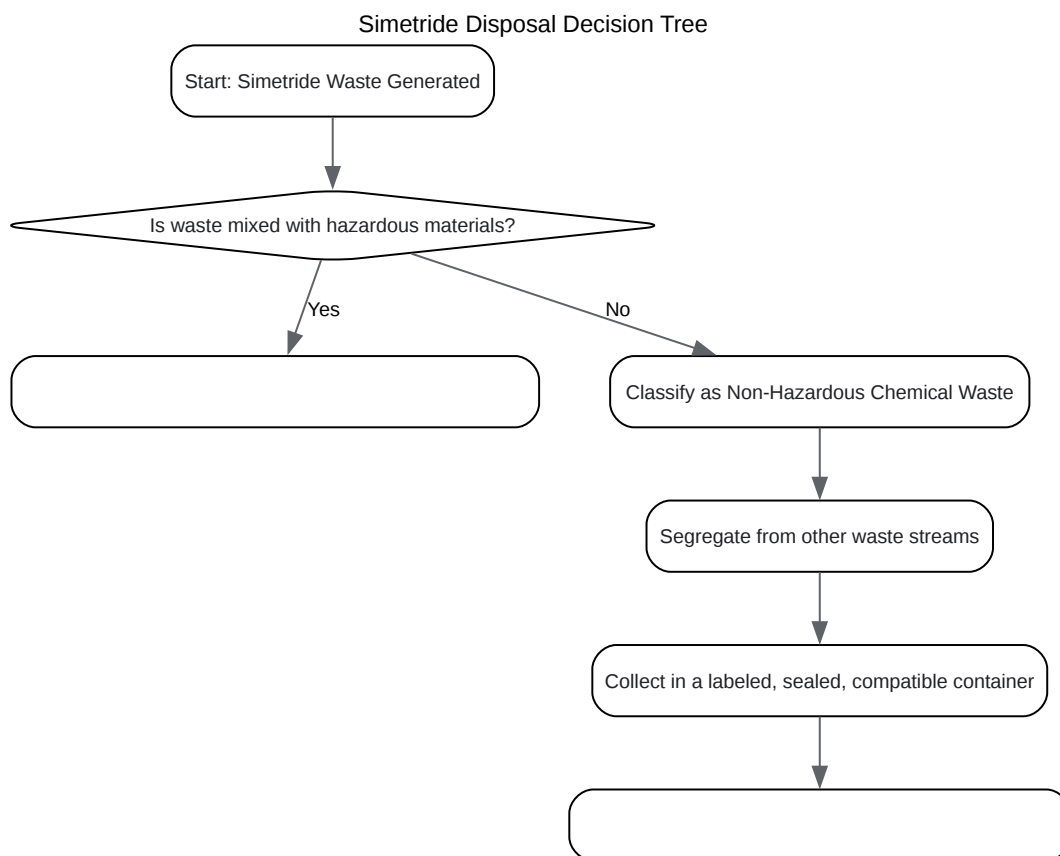 Simetride Disposal Decision Tree
Start: Simetride Waste Generated
Is waste mixed with hazardous materials?
Yes
No
Classify as Non-Hazardous Chemical Waste
Segregate from other waste streams
Collect in a labeled, sealed, compatible container